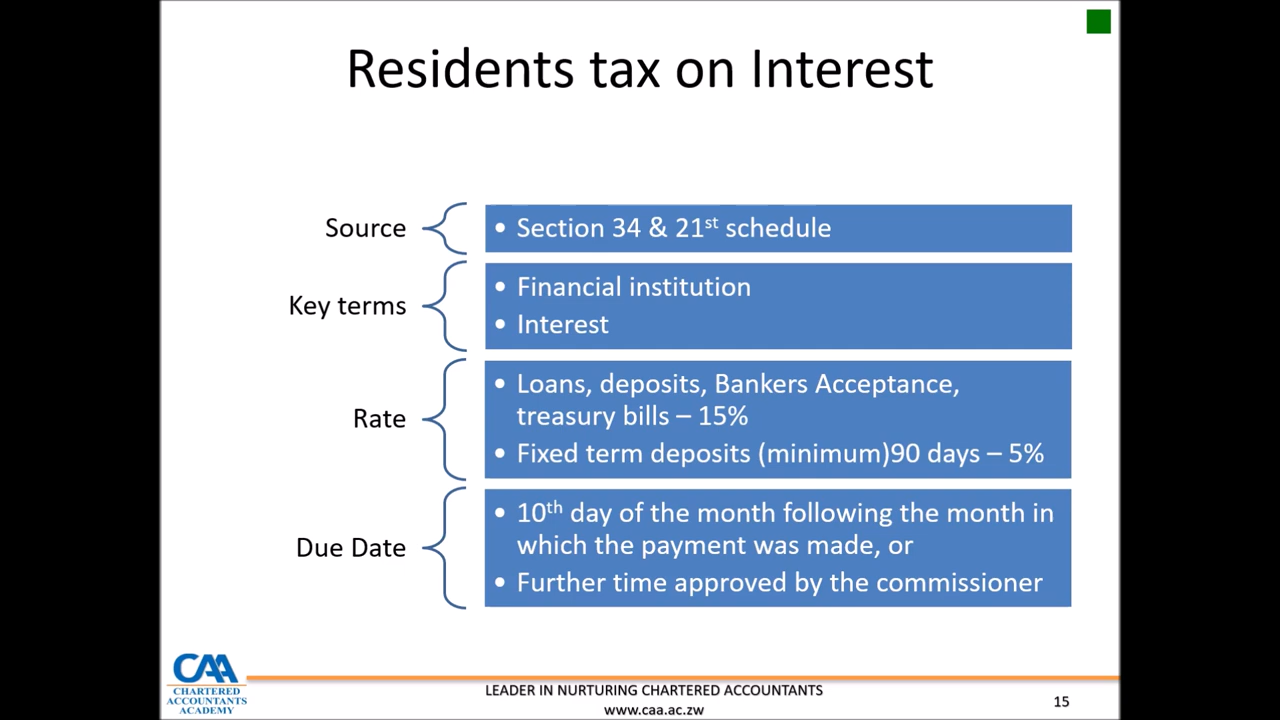 Residents tax on Interest
Source
• Section 34 & 21st schedule
Key terms
• Financial institution
• Interest
Rate
• Loans, deposits, Bankers Acceptance,
treasury bills – 15%
• Fixed term deposits (minimum)90 days – 5%
Due Date
• 10th day of the month following the month in
which the payment was made, or
• Further time approved by the commissioner
CAA
CHARTERED
ACCOUNTANTS
ACADEMY
LEADER IN NURTURING CHARTERED ACCOUNTANTS
www.caa.ac.zw
15